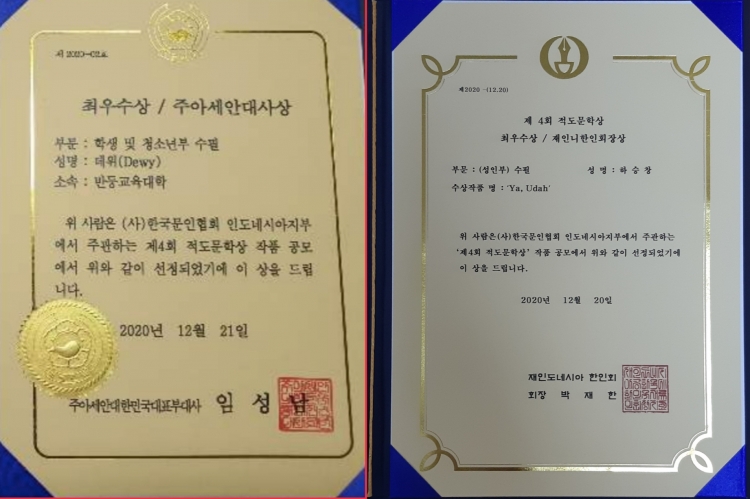 제 2020-02호
최우수상 / 주아세안대사상
부문 : 학생 및 청소년부 수필
성명 : 데위(Dewy)
소속 : 반둥교육대학
위 사람은 (사)한국문인협회 인도네시아지부
에서 주관하는 제4회 적도문학상 작품 공모
에서 위와 같이 선정되었기에 이 상을 드립
니다.
2020년 12월 21일
주아세안대한민국대표부대사 임 성 남
제2020 -(12.20)
제 4회 적도문학상
최우수상 / 재인니한인회장상
부문 : (성인부) 수필 성 명 : 하 승 창
수상작품 명 : 'Ya, Udah'
위 사람은(사)한국문인협회 인도네시아지부에서 주관하는
'제4회 적도문학상' 작품 공모에서 위와 같이 선정되었기에
이 상을 드립니다.
2020년 12월 20일
재인도네시아 한인회
회장 박 재 한